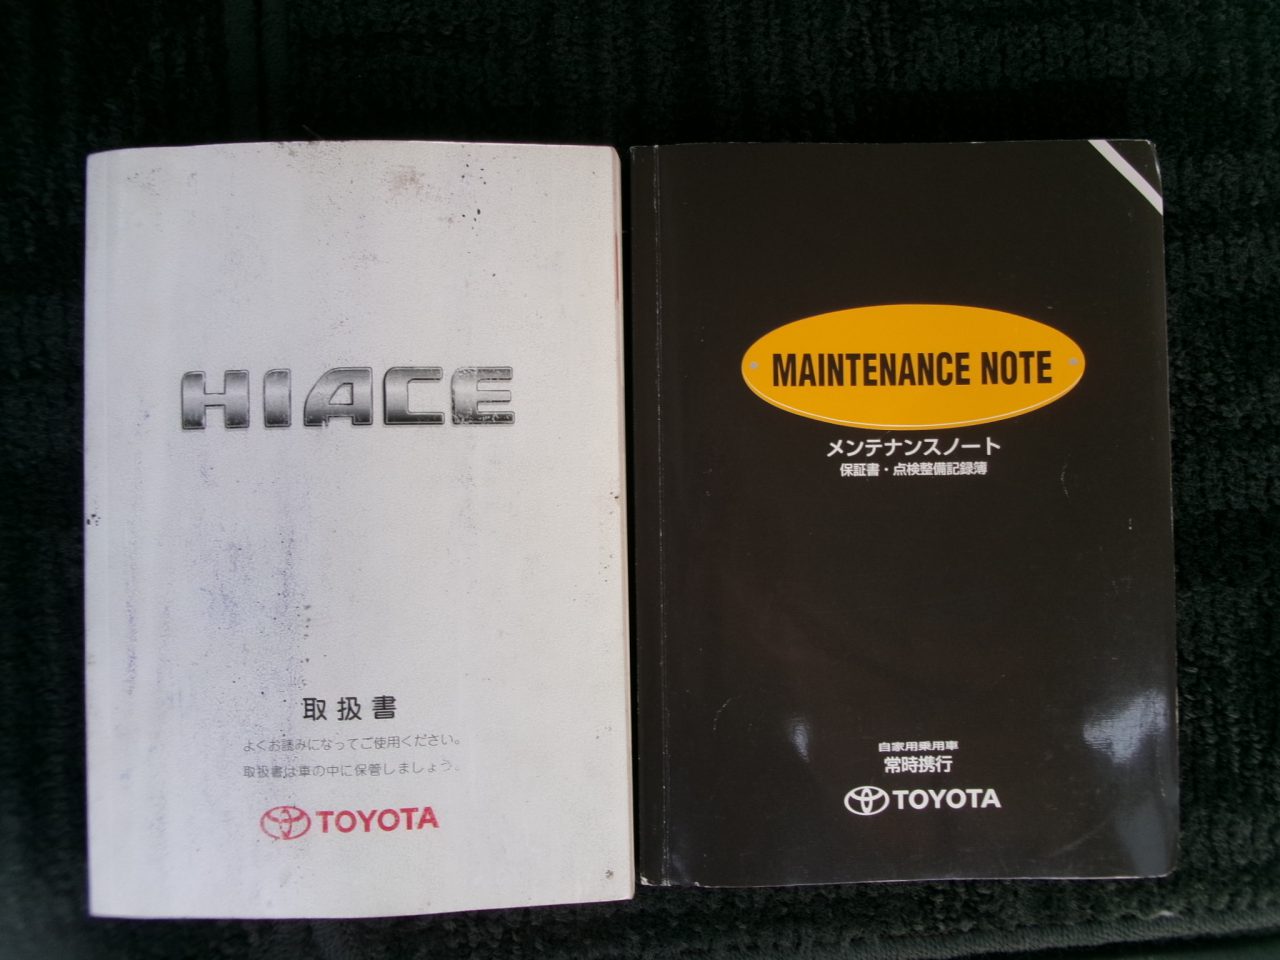 HIACE
取扱書
よくお読みになってご使用ください。
取扱書は車の中に保管しましょう。
TOYOTA
MAINTENANCE NOTE
メンテナンスノート
保証書・点検整備記録簿
自家用乗用車
常時携行
TOYOTA